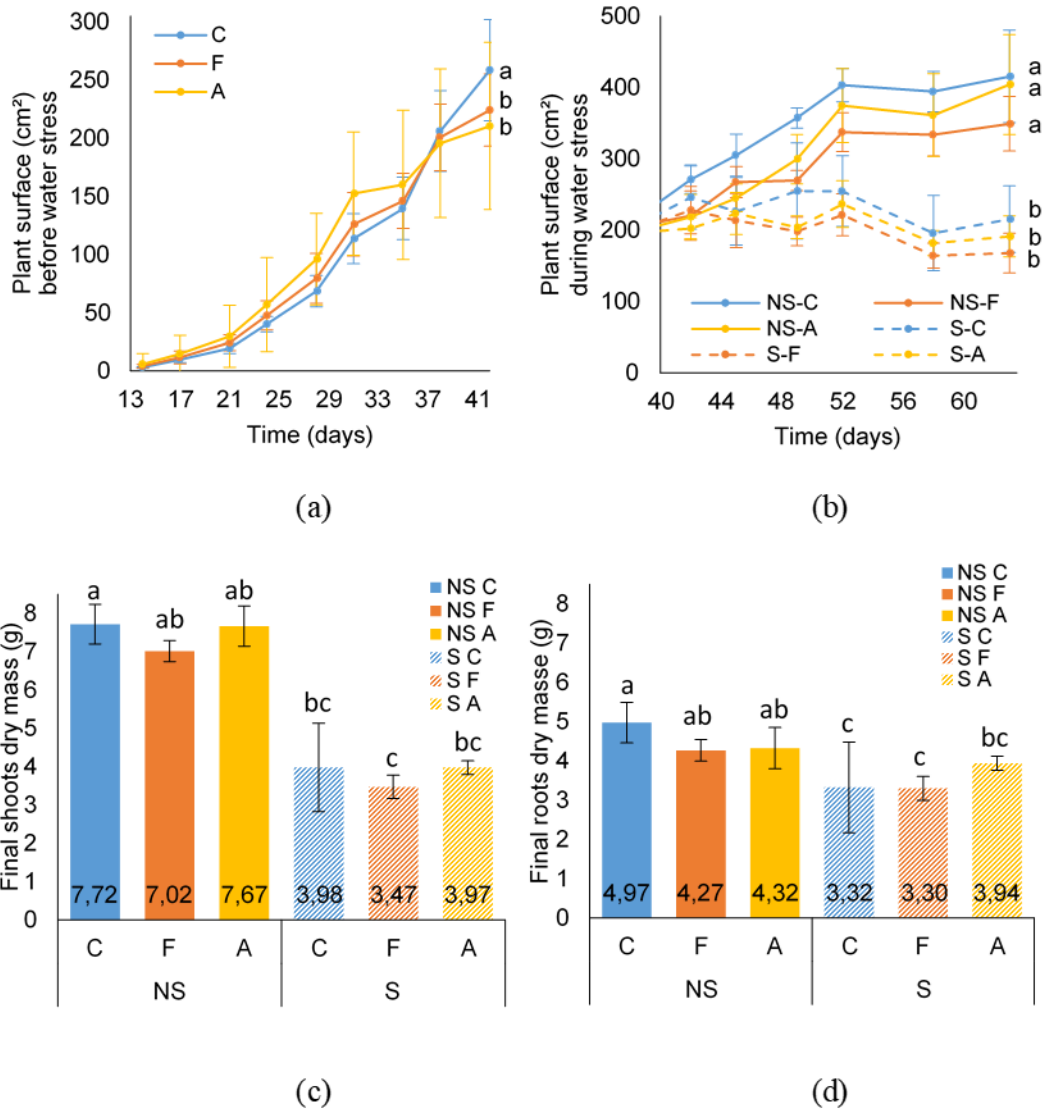 Plant surface (cm²)
before water stress
300
250
200
150
100
50
0
C
F
A
a
b
b
13 17 21 25 29 33 37 41
Time (days)
(a)
Plant surface (cm²)
during water stress
500
400
300
200
100
0
a
a
a
b
b
b
NS-C NS-F
NS-A S-C
S-F S-A
40 44 48 52 56 60
Time (days)
(b)
Final shoots dry mass (g)
8
7
6
5
4
3
2
1
0
NS C
NS F
NS A
S C
S F
S A
a ab ab bc c bc
7,72 7,02 7,67 3,98 3,47 3,97
C F A C F A
NS S
(c)
Final roots dry masse (g)
8
7
6
5
4
3
2
1
0
NS C
NS F
NS A
S C
S F
S A
a ab ab c c bc
4,97 4,27 4,32 3,32 3,30 3,94
C F A C F A
NS S
(d)